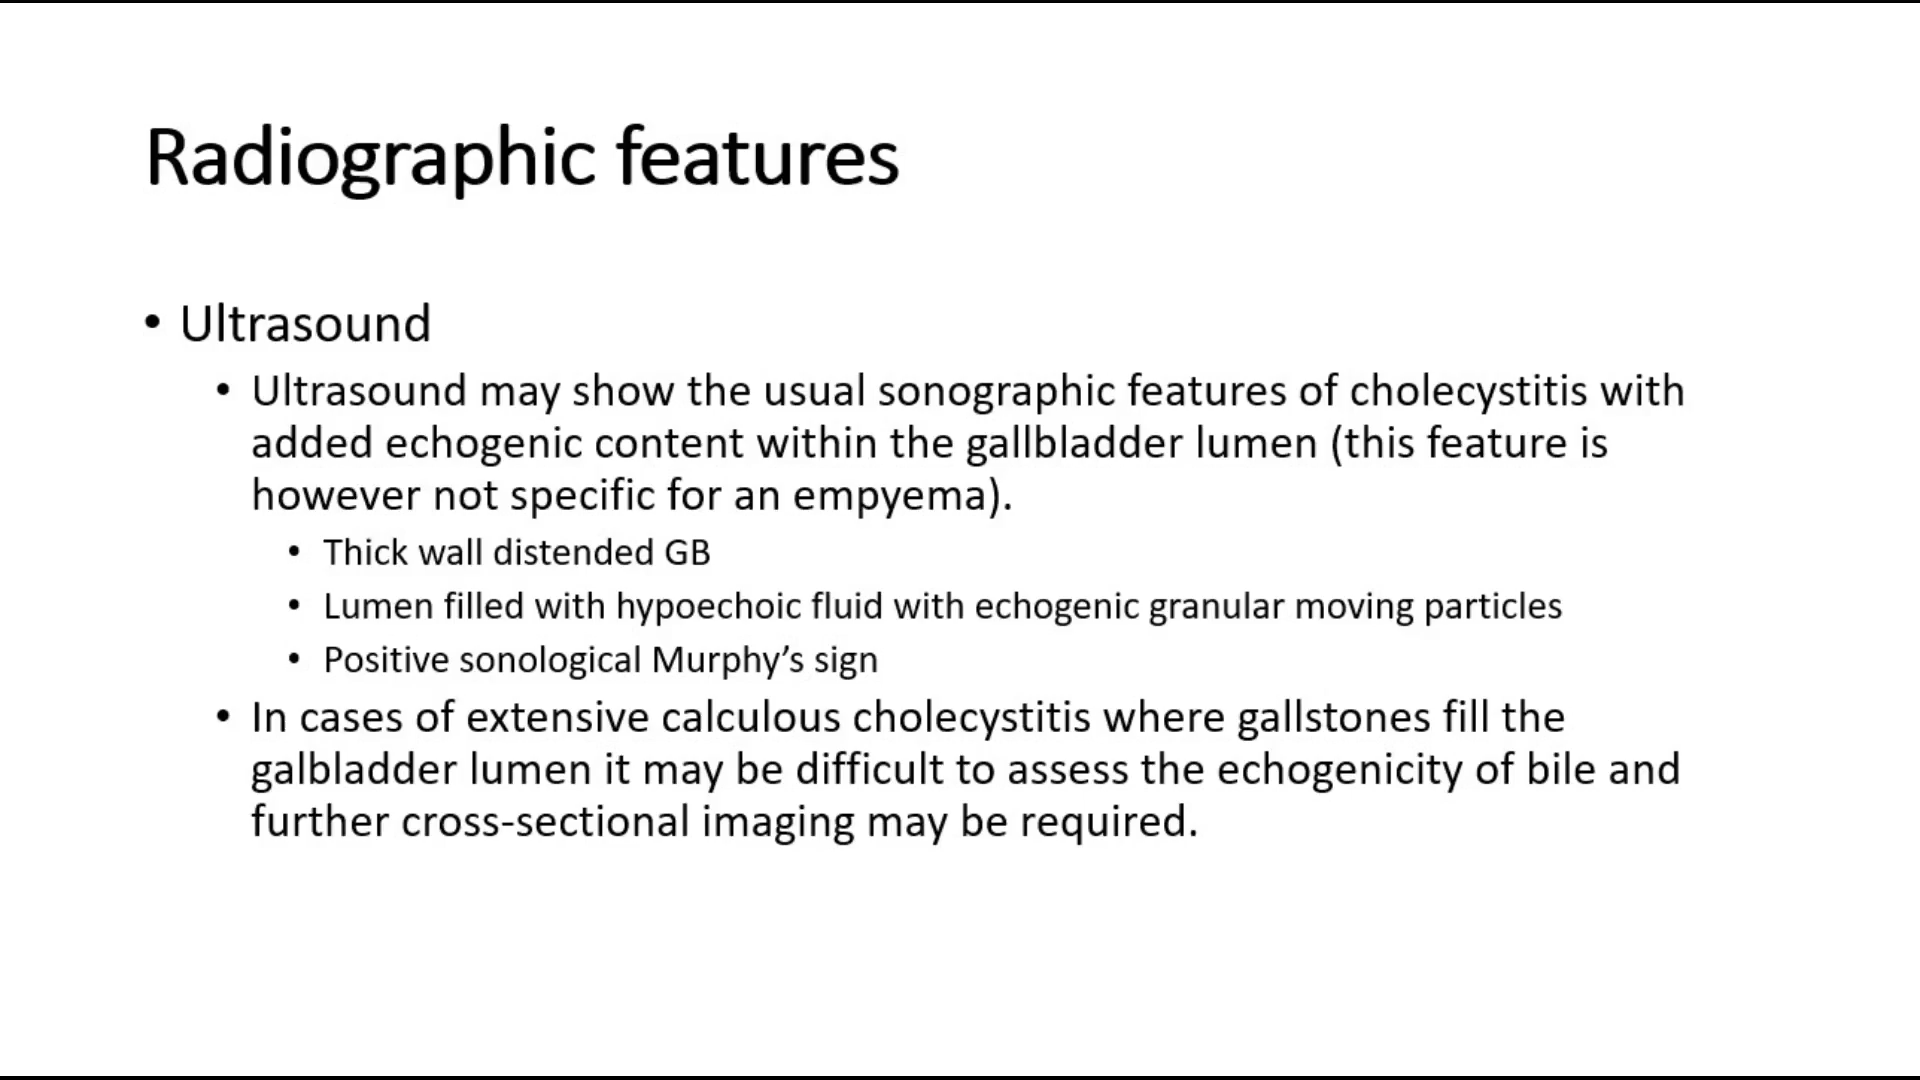 Radiographic features
• Ultrasound
• Ultrasound may show the usual sonographic features of cholecystitis with
added echogenic content within the gallbladder lumen (this feature is
however not specific for an empyema).
• Thick wall distended GB
• Lumen filled with hypoechoic fluid with echogenic granular moving particles
• Positive sonological Murphy’s sign
• In cases of extensive calculous cholecystitis where gallstones fill the
galbladder lumen it may be difficult to assess the echogenicity of bile and
further cross-sectional imaging may be required.